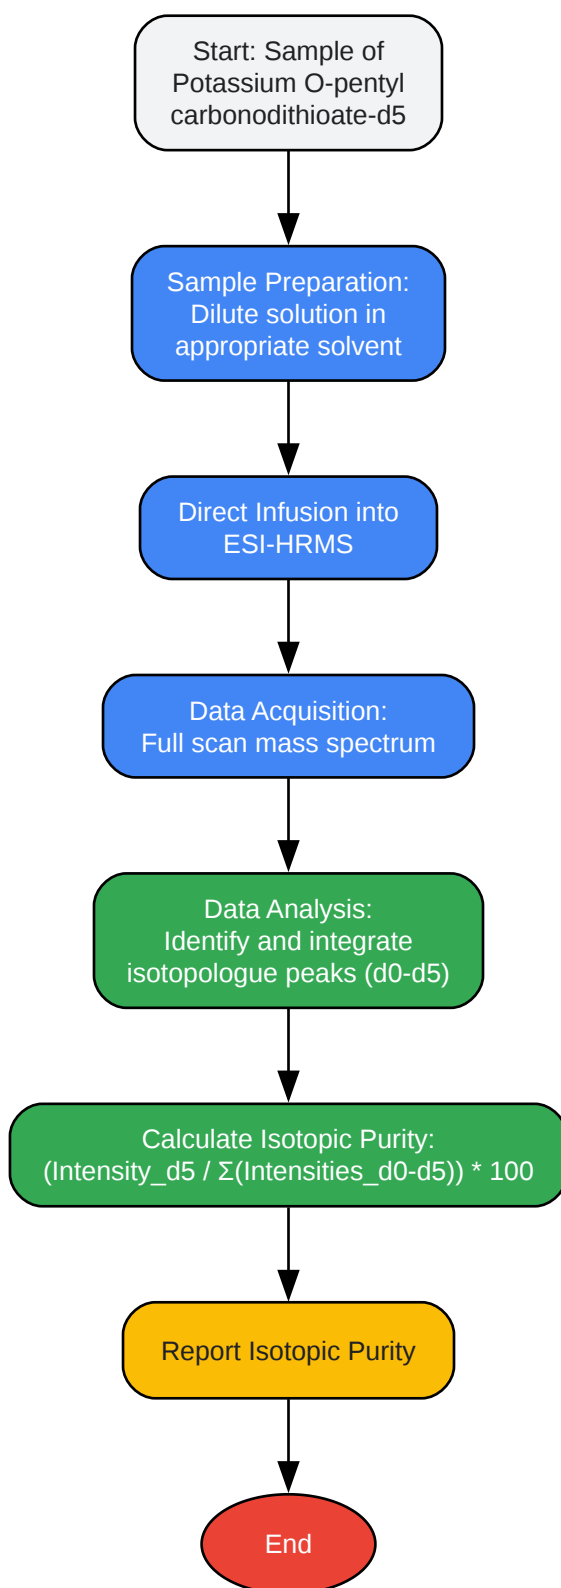 Start: Sample of
Potassium O-pentyl
carbonodithioate-d5
Sample Preparation:
Dilute solution in
appropriate solvent
Direct Infusion into
ESI-HRMS
Data Acquisition:
Full scan mass spectrum
Data Analysis:
Identify and integrate
isotopologue peaks (d0-d5)
Calculate Isotopic Purity:
(Intensity_d5 / Σ(Intensities_d0-d5)) * 100
Report Isotopic Purity
End